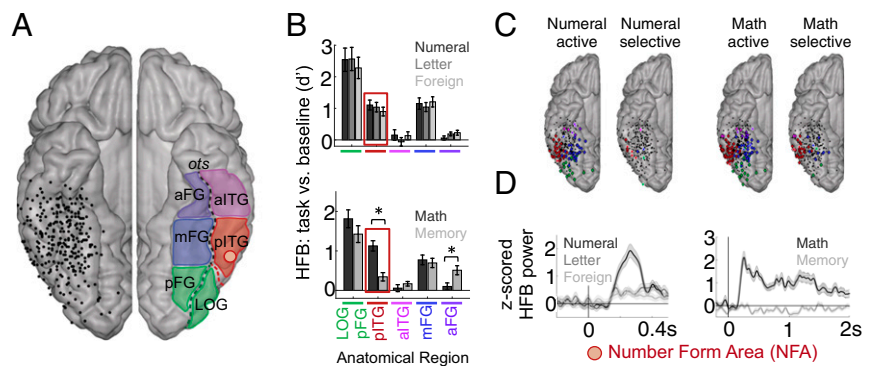 A
ots
aFG
aITG
mFG
pITG
pFG
LOG
B
HFB: task vs. baseline (d')
3
2
1
0
Numeral
Letter
Foreign
2
1
0
*
*
Math
Memory
LOG
pFG
pITG
aITG
mFG
aFG
Anatomical Region
C
Numeral active
Numeral selective
Math active
Math selective
D
z-scored
HFB power
2
1
0
Numeral
Letter
Foreign
0
0.4s
3
2
1
0
Math
Memory
0
1
2s
Number Form Area (NFA)